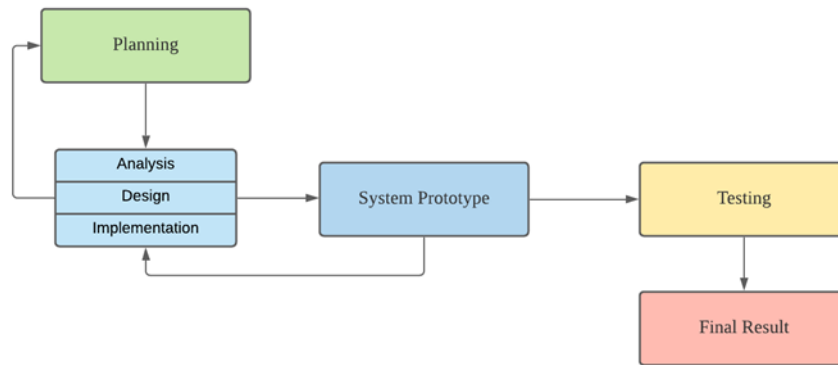 Planning
Analysis
Design
Implementation
System Prototype
Testing
Final Result